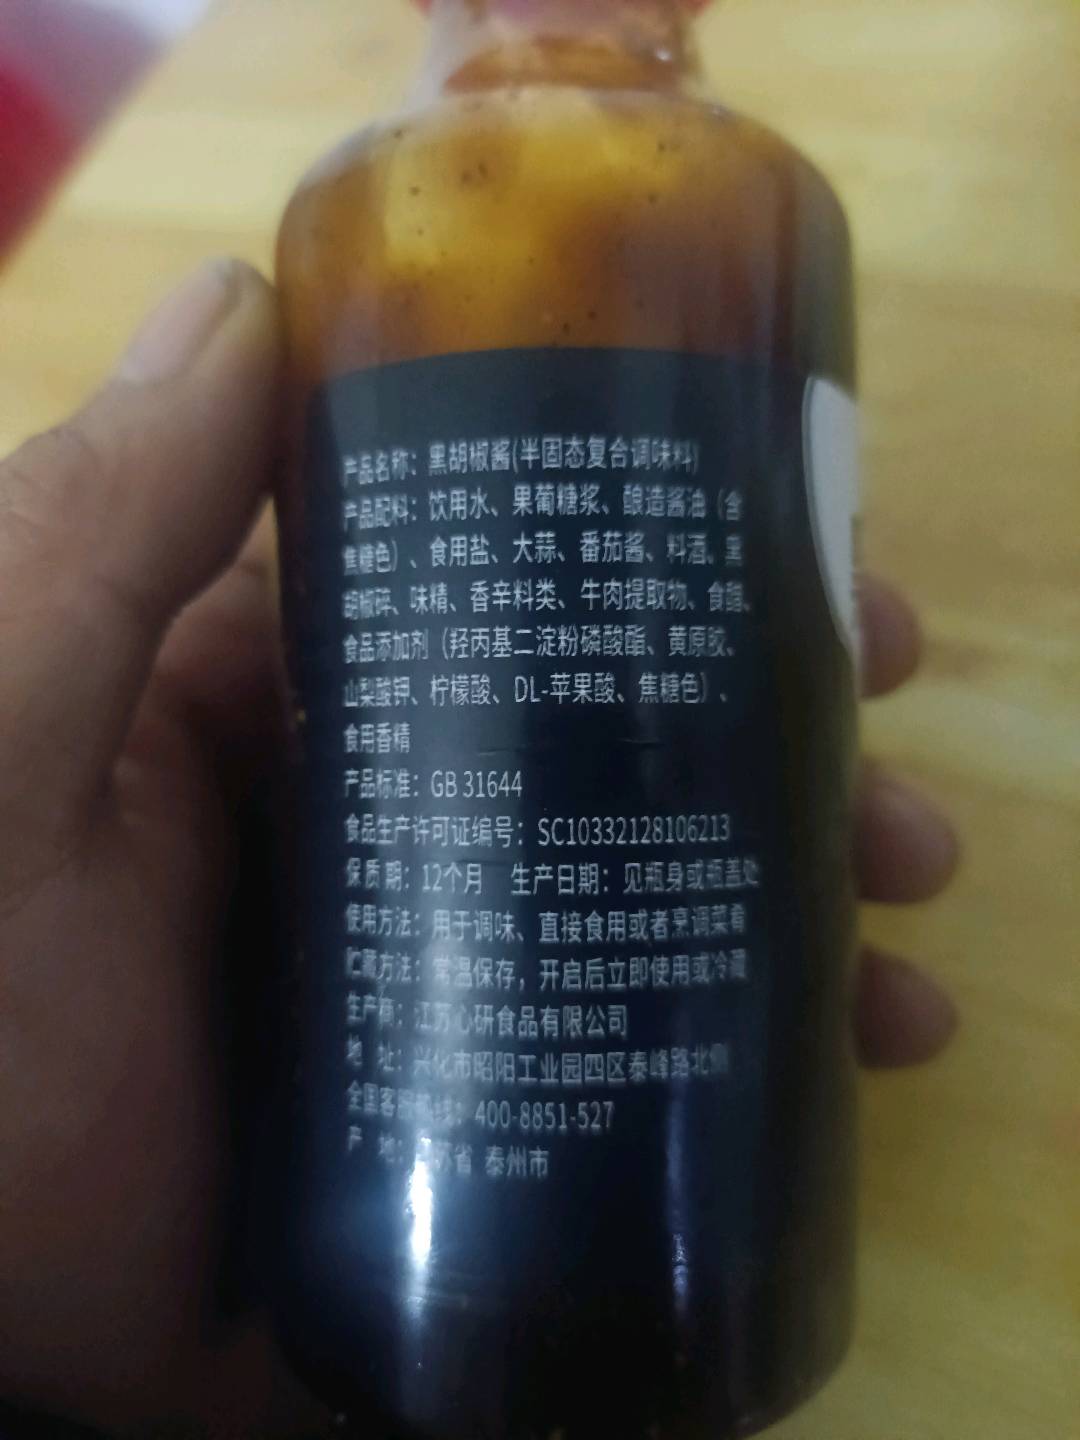 产品名称：黑胡椒酱(半固态复合调味料)
产品配料：饮用水、果葡糖浆、酿造酱油（含
焦糖色）、食用盐、大蒜、番茄酱、料酒、黑
胡椒碎、味精、香辛料类、牛肉提取物、食醋、
食品添加剂（羟丙基二淀粉磷酸酯、黄原胶、
山梨酸钾、柠檬酸、DL-苹果酸、焦糖色）、
食用香精
产品标准：GB 31644
食品生产许可证编号：SC10332128106213
保质期：12个月 生产日期：见瓶身或瓶盖处
使用方法：用于调味、直接食用或者烹调菜肴
贮藏方法：常温保存，开启后立即使用或冷藏
生产商：江苏心研食品有限公司
地 址：兴化市昭阳工业园四区泰峰路北侧
全国客服热线：400-8851-527
产 地：江苏省 泰州市